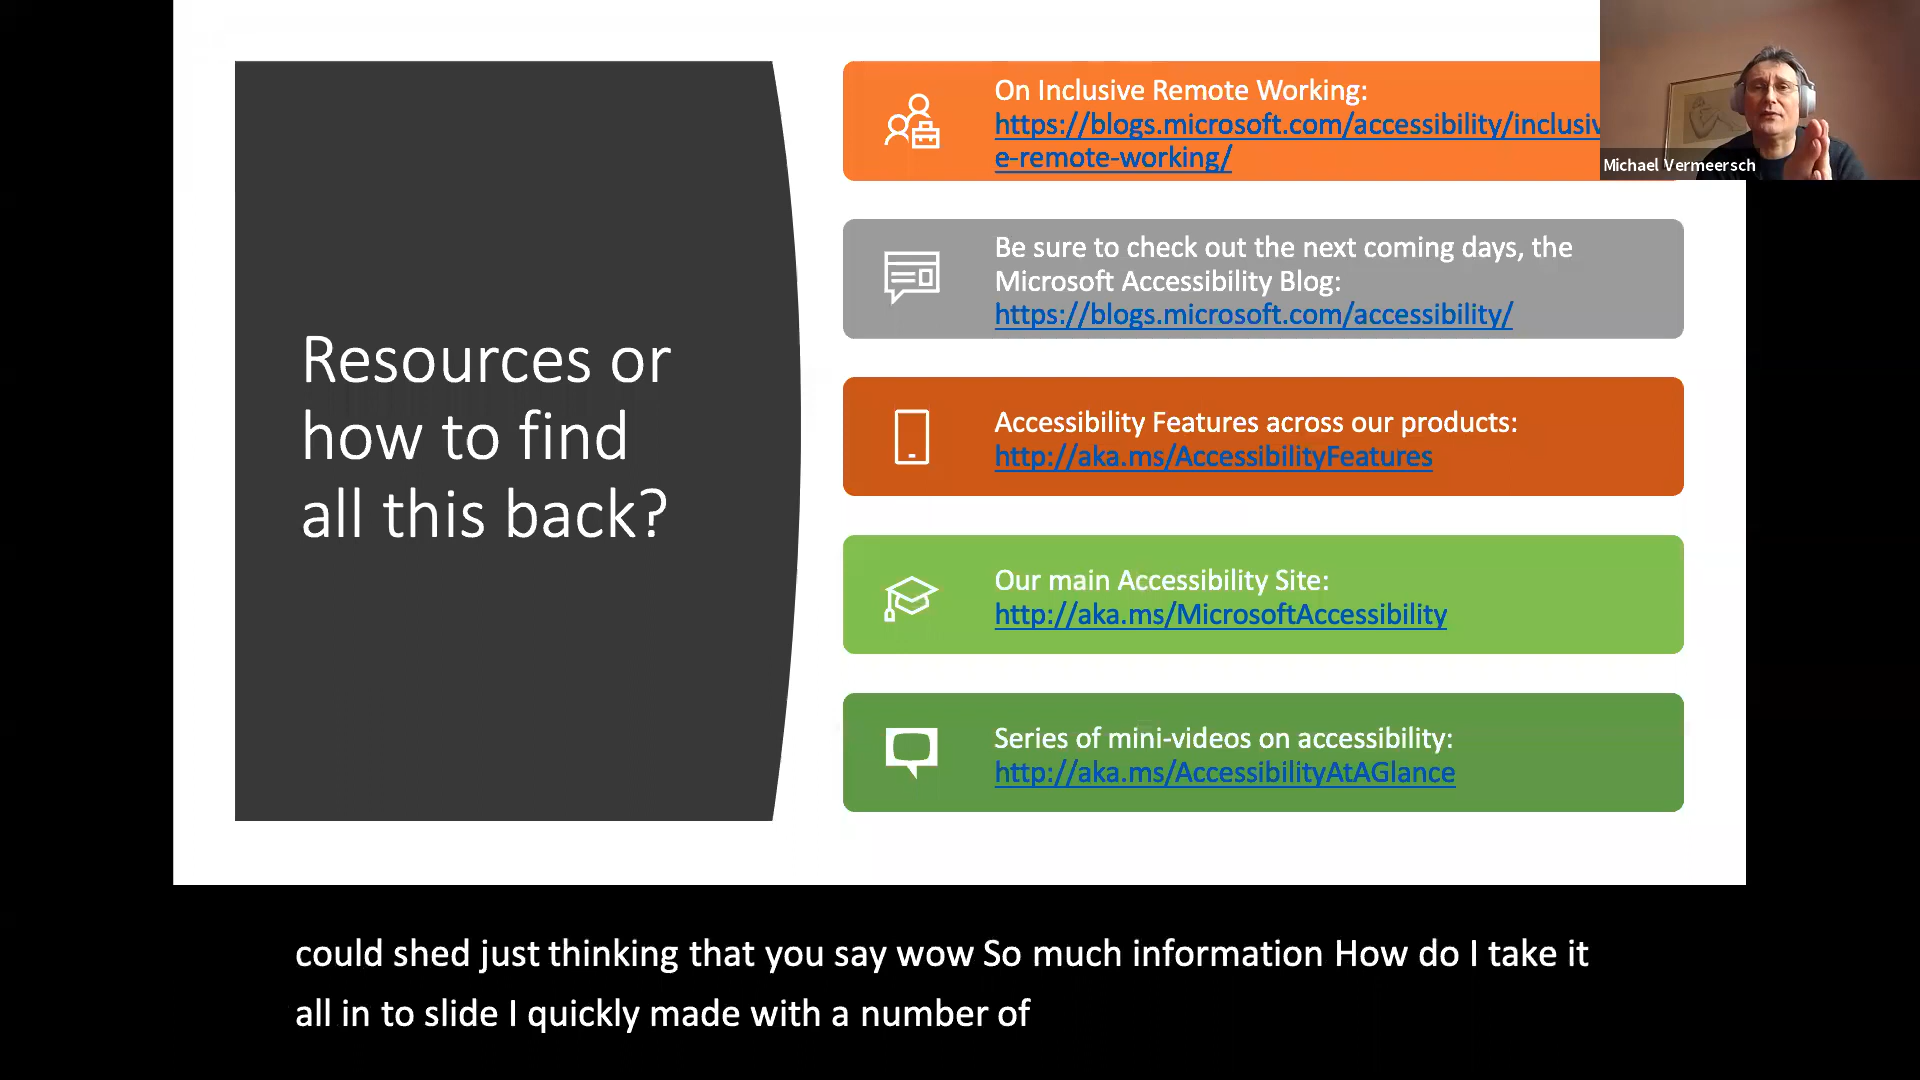 Resources or
how to find
all this back?
On Inclusive Remote Working:
https://blogs.microsoft.com/accessibility/inclusiv
e-remote-working/
Be sure to check out the next coming days, the
Microsoft Accessibility Blog:
https://blogs.microsoft.com/accessibility/
Accessibility Features across our products:
http://aka.ms/AccessibilityFeatures
Our main Accessibility Site:
http://aka.ms/MicrosoftAccessibility
Series of mini-videos on accessibility:
http://aka.ms/AccessibilityAtAGlance
Michael Vermeersch
could shed just thinking that you say wow So much information How do I take it
all in to slide I quickly made with a number of